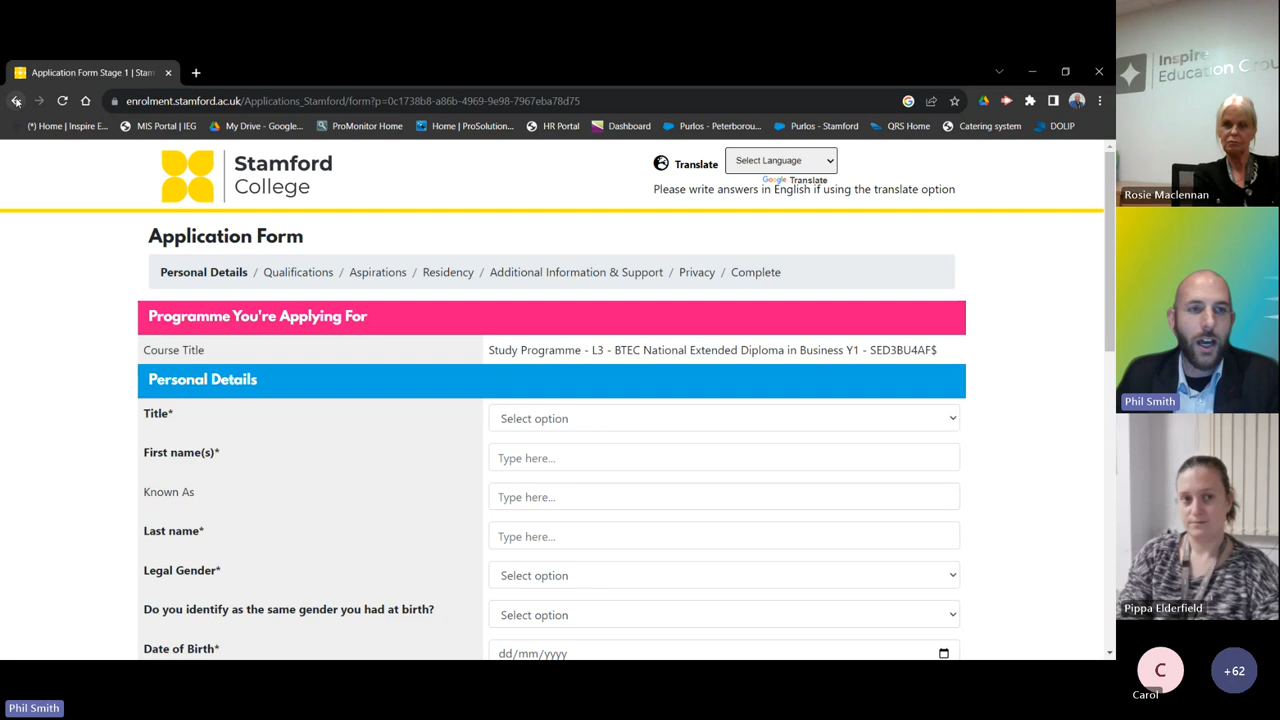 Application Form Stage 1 | Stam
enrolment.stamford.ac.uk/Applications_Stamford/form?p=0c1738b8-a86b-4969-9e98-7967eba78d75
(*) Home | Inspire E...
MIS Portal | IEG
My Drive - Google...
ProMonitor Home
Home | ProSolution...
HR Portal
Dashboard
Purlos - Peterborou...
Purlos - Stamford
QRS Home
Catering system
DOLIP
Stamford
College
Translate
Select Language
Google Translate
Please write answers in English if using the translate option
Application Form
Personal Details / Qualifications / Aspirations / Residency / Additional Information & Support / Privacy / Complete
Programme You're Applying For
Course Title
Study Programme - L3 - BTEC National Extended Diploma in Business Y1 - SED3BU4AF$
Personal Details
Title*
Select option
First name(s)*
Type here...
Known As
Type here...
Last name*
Type here...
Legal Gender*
Select option
Do you identify as the same gender you had at birth?
Select option
Date of Birth*
dd/mm/yyyy
Inspire
Education Group
Rosie Maclennan
Phil Smith
Pippa Elderfield
C
Carol
+62
Phil Smith